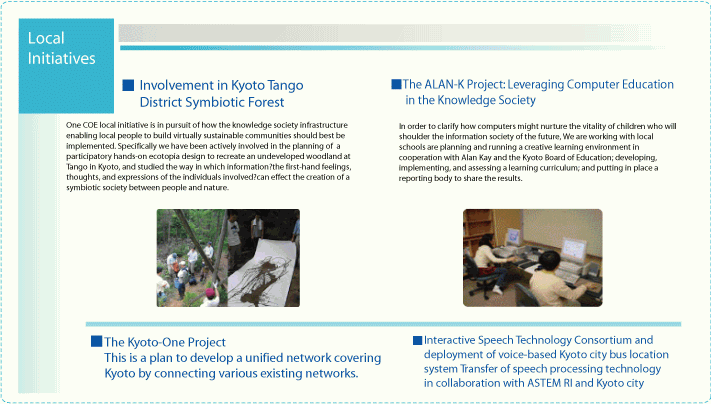 Local
Initiatives
Involvement in Kyoto Tango
District Symbiotic Forest
One COE local initiative is in pursuit of how the knowledge society infrastructure
enabling local people to build virtually sustainable communities should best be
implemented. Specifically we have been actively involved in the planning of a
participatory hands-on ecotopia design to recreate an undeveloped woodland at
Tango in Kyoto, and studied the way in which information?the first-hand feelings,
thoughts, and expressions of the individuals involved?can effect the creation of a
symbiotic society between people and nature.
The ALAN-K Project: Leveraging Computer Education
in the Knowledge Society
In order to clarify how computers might nurture the vitality of children who will
shoulder the information society of the future, We are working with local
schools are planning and running a creative learning environment in
cooperation with Alan Kay and the Kyoto Board of Education; developing,
implementing, and assessing a learning curriculum; and putting in place a
reporting body to share the results.
The Kyoto-One Project
This is a plan to develop a unified network covering
Kyoto by connecting various existing networks.
Interactive Speech Technology Consortium and
deployment of voice-based Kyoto city bus location
system Transfer of speech processing technology
in collaboration with ASTEM RI and Kyoto city